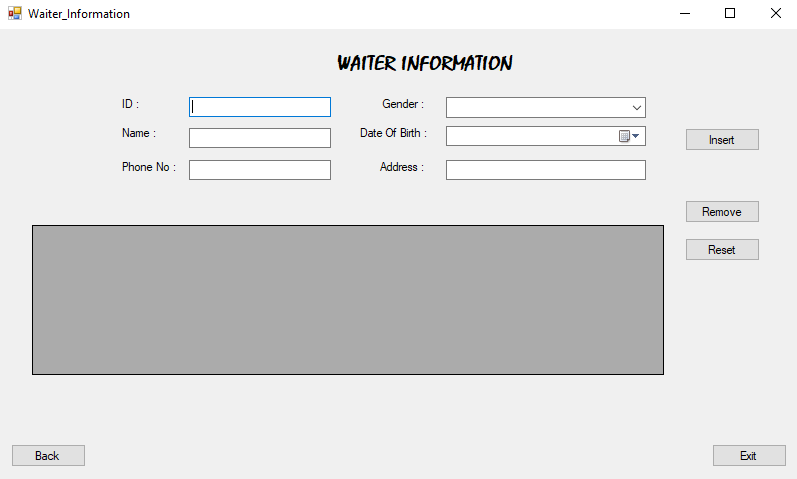 Waiter_Information
WAITER INFORMATION
ID :
Gender :
Name :
Date Of Birth :
Insert
Phone No :
Address :
Remove
Reset
Back
Exit